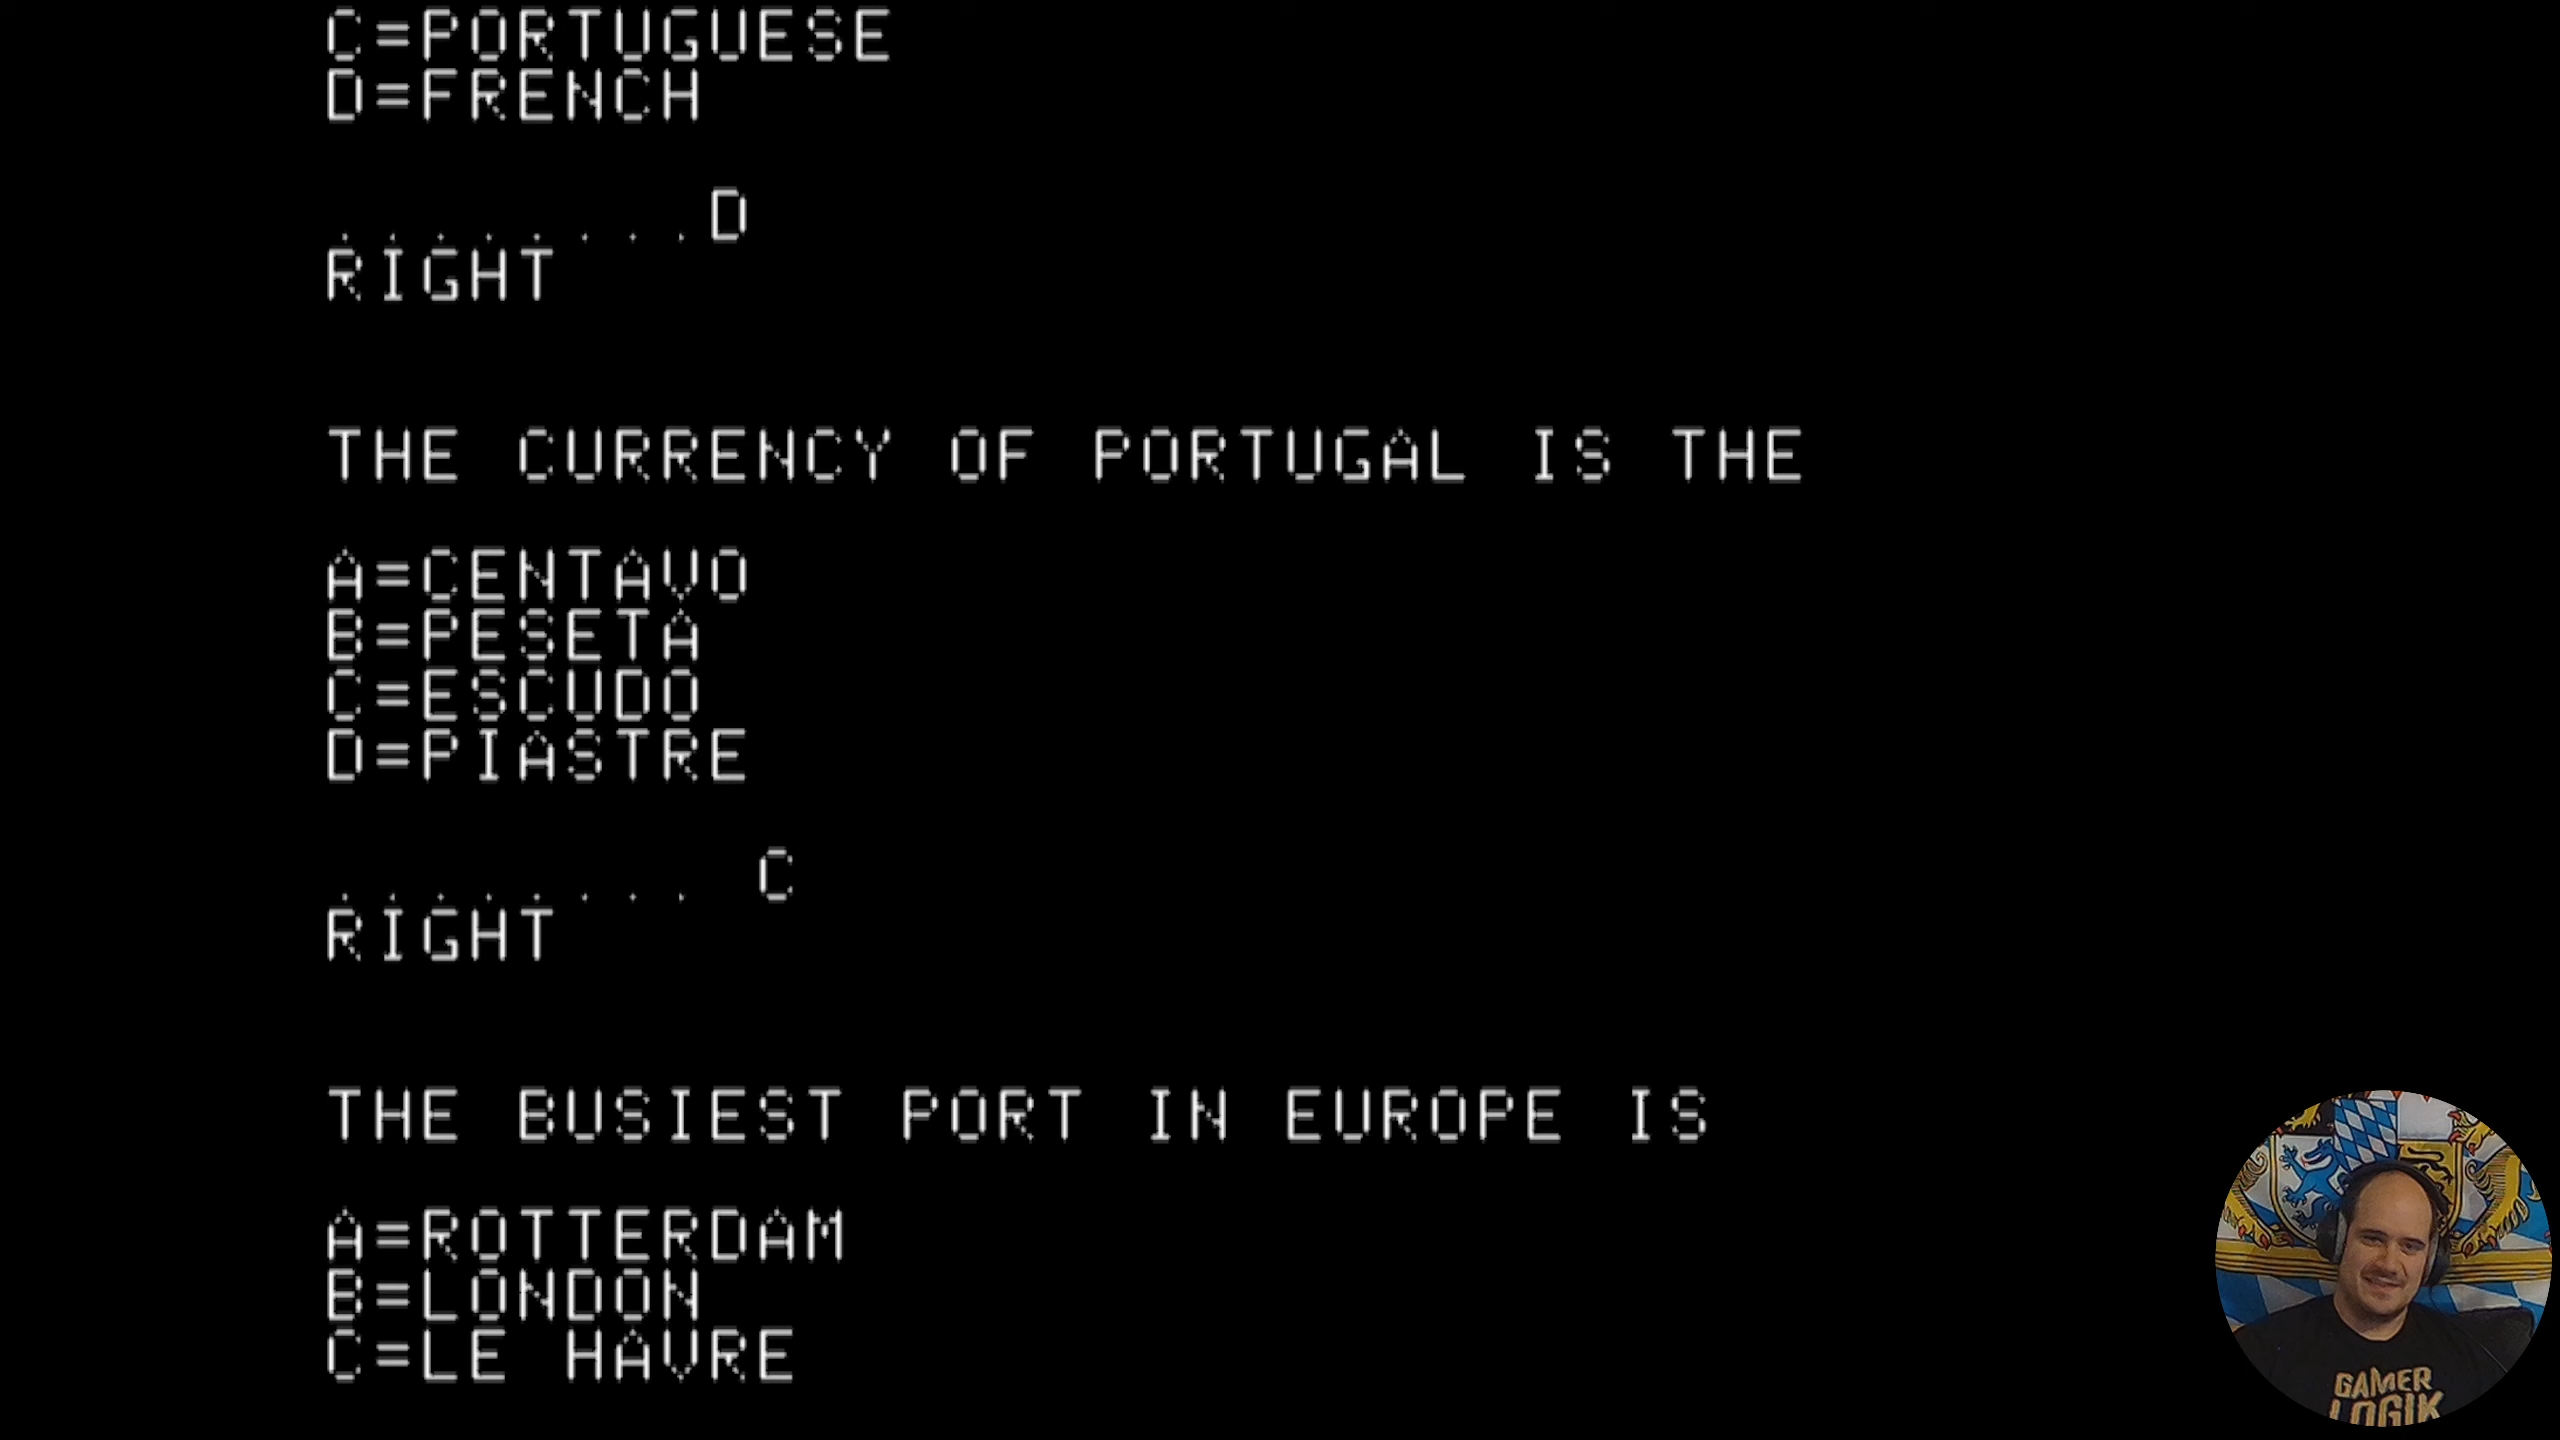 C=PORTUGUESE
D=FRENCH
........D
RIGHT
THE CURRENCY OF PORTUGAL IS THE
A=CENTAVO
B=PESETA
C=ESCUDO
D=PIASTRE
........ C
RIGHT
THE BUSIEST PORT IN EUROPE IS
A=ROTTERDAM
B=LONDON
C=LE HAVRE
GAMER
LOGIK